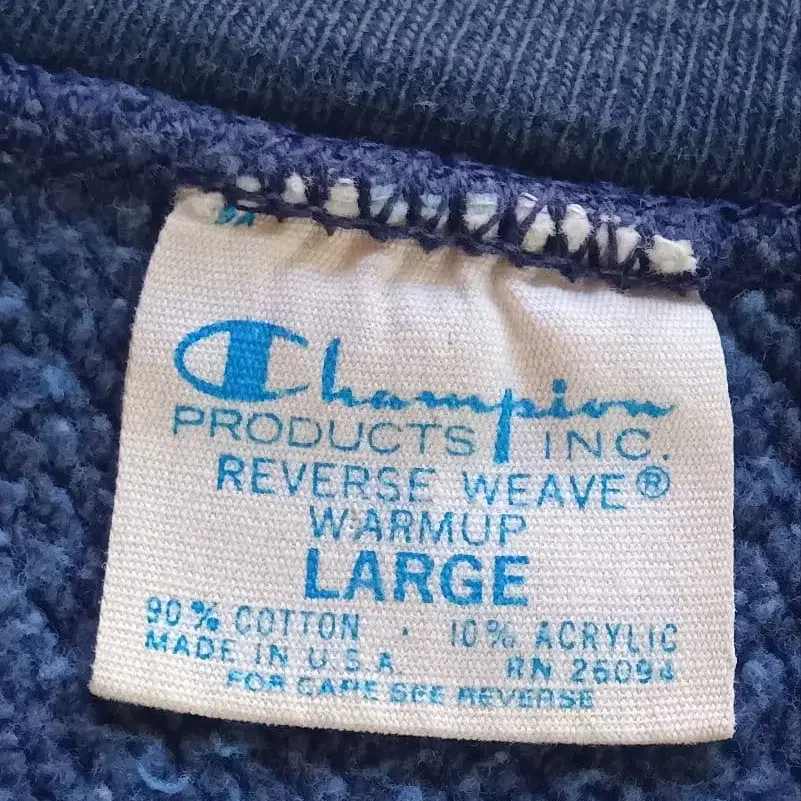 Champion
PRODUCTS INC.
REVERSE WEAVE®
WARMUP
LARGE
90% COTTON · 10% ACRYLIC
MADE IN U.S.A. RN 26094
FOR CARE SEE REVERSE